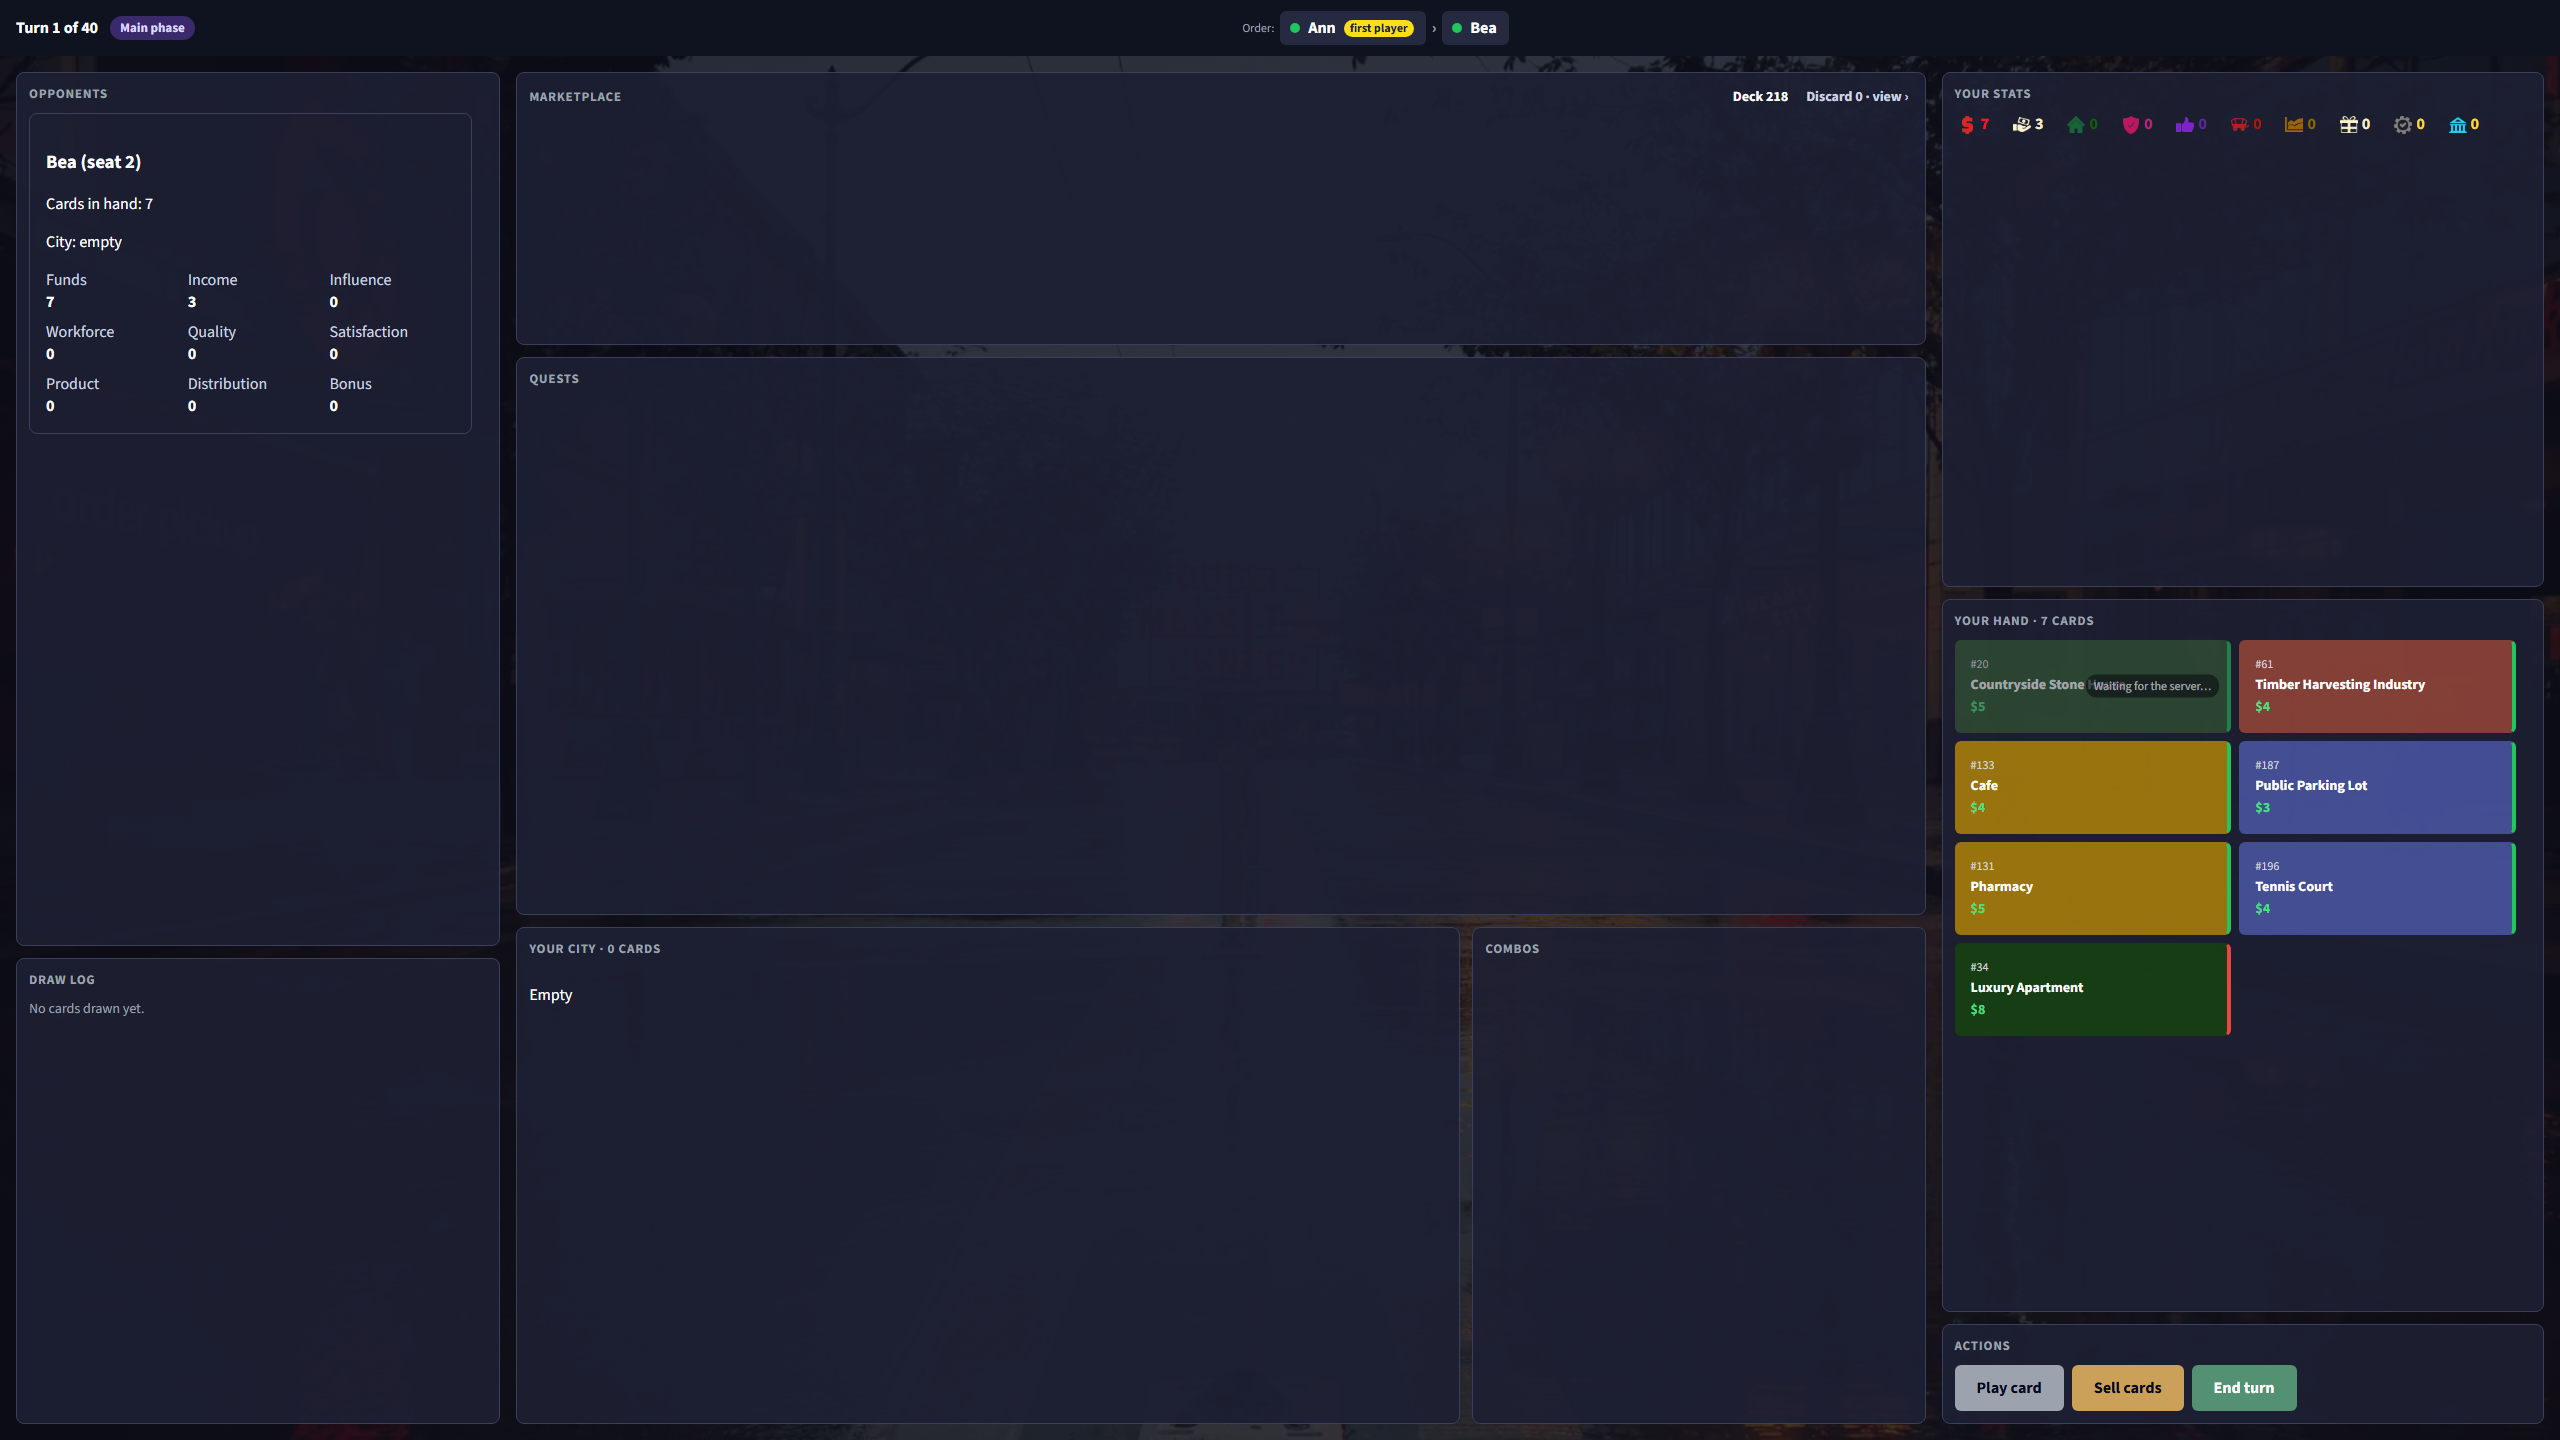 Turn 1 of 40 Main phase
Order: Ann first player › Bea
OPPONENTS
Bea (seat 2)
Cards in hand: 7
City: empty
Funds Income Influence
7 3 0
Workforce Quality Satisfaction
0 0 0
Product Distribution Bonus
0 0 0
DRAW LOG
No cards drawn yet.
MARKETPLACE Deck 218 Discard 0 · view ›
QUESTS
YOUR CITY · 0 CARDS
Empty
COMBOS
YOUR STATS
7 3 0 0 0 0 0 0 0 0
YOUR HAND · 7 CARDS
#20
Countryside Stone
Waiting for the server…
$5
#61
Timber Harvesting Industry
$4
#133
Cafe
$4
#187
Public Parking Lot
$3
#131
Pharmacy
$5
#196
Tennis Court
$4
#34
Luxury Apartment
$8
ACTIONS
Play card Sell cards End turn